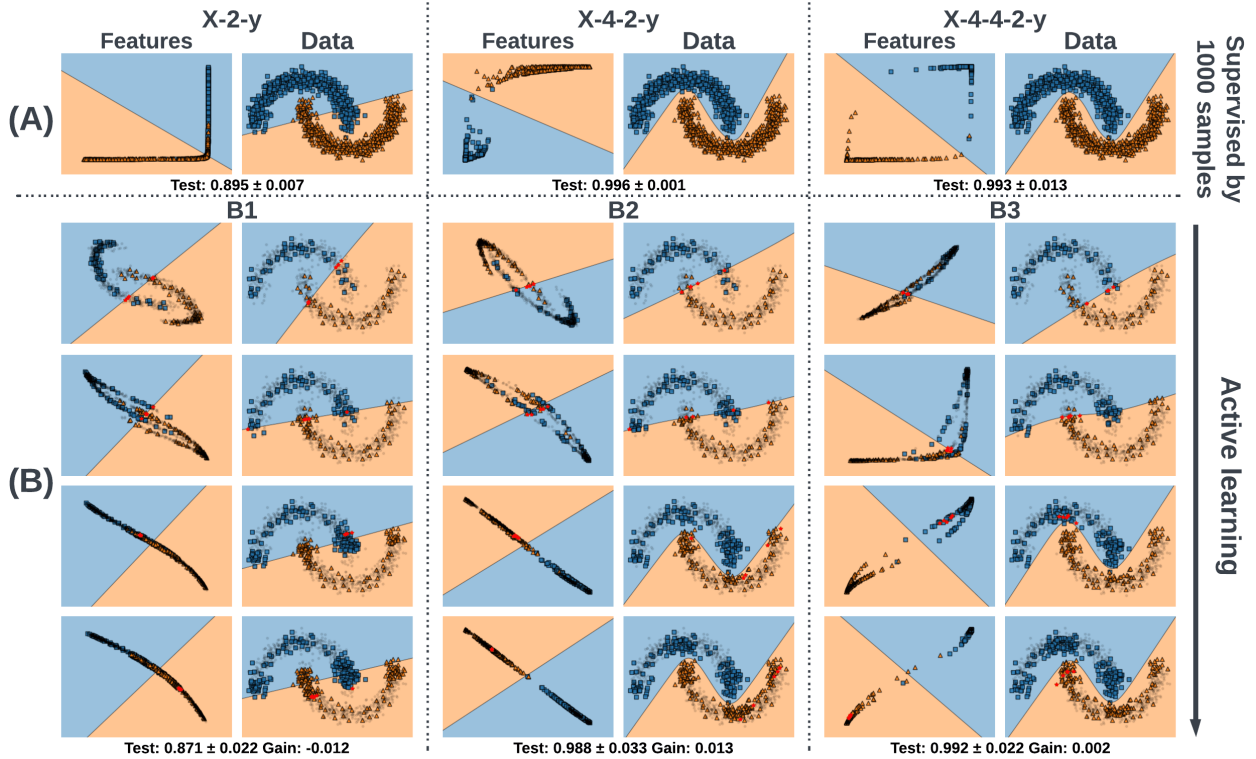 X-2-y
X-4-2-y
X-4-4-2-y
Features
Data
Features
Data
Features
Data
(A)
Supervised by
1000 samples
Test: 0.895 ± 0.007
Test: 0.996 ± 0.001
Test: 0.993 ± 0.013
B1
B2
B3
(B)
Active learning
Test: 0.871 ± 0.022 Gain: -0.012
Test: 0.988 ± 0.033 Gain: 0.013
Test: 0.992 ± 0.022 Gain: 0.002